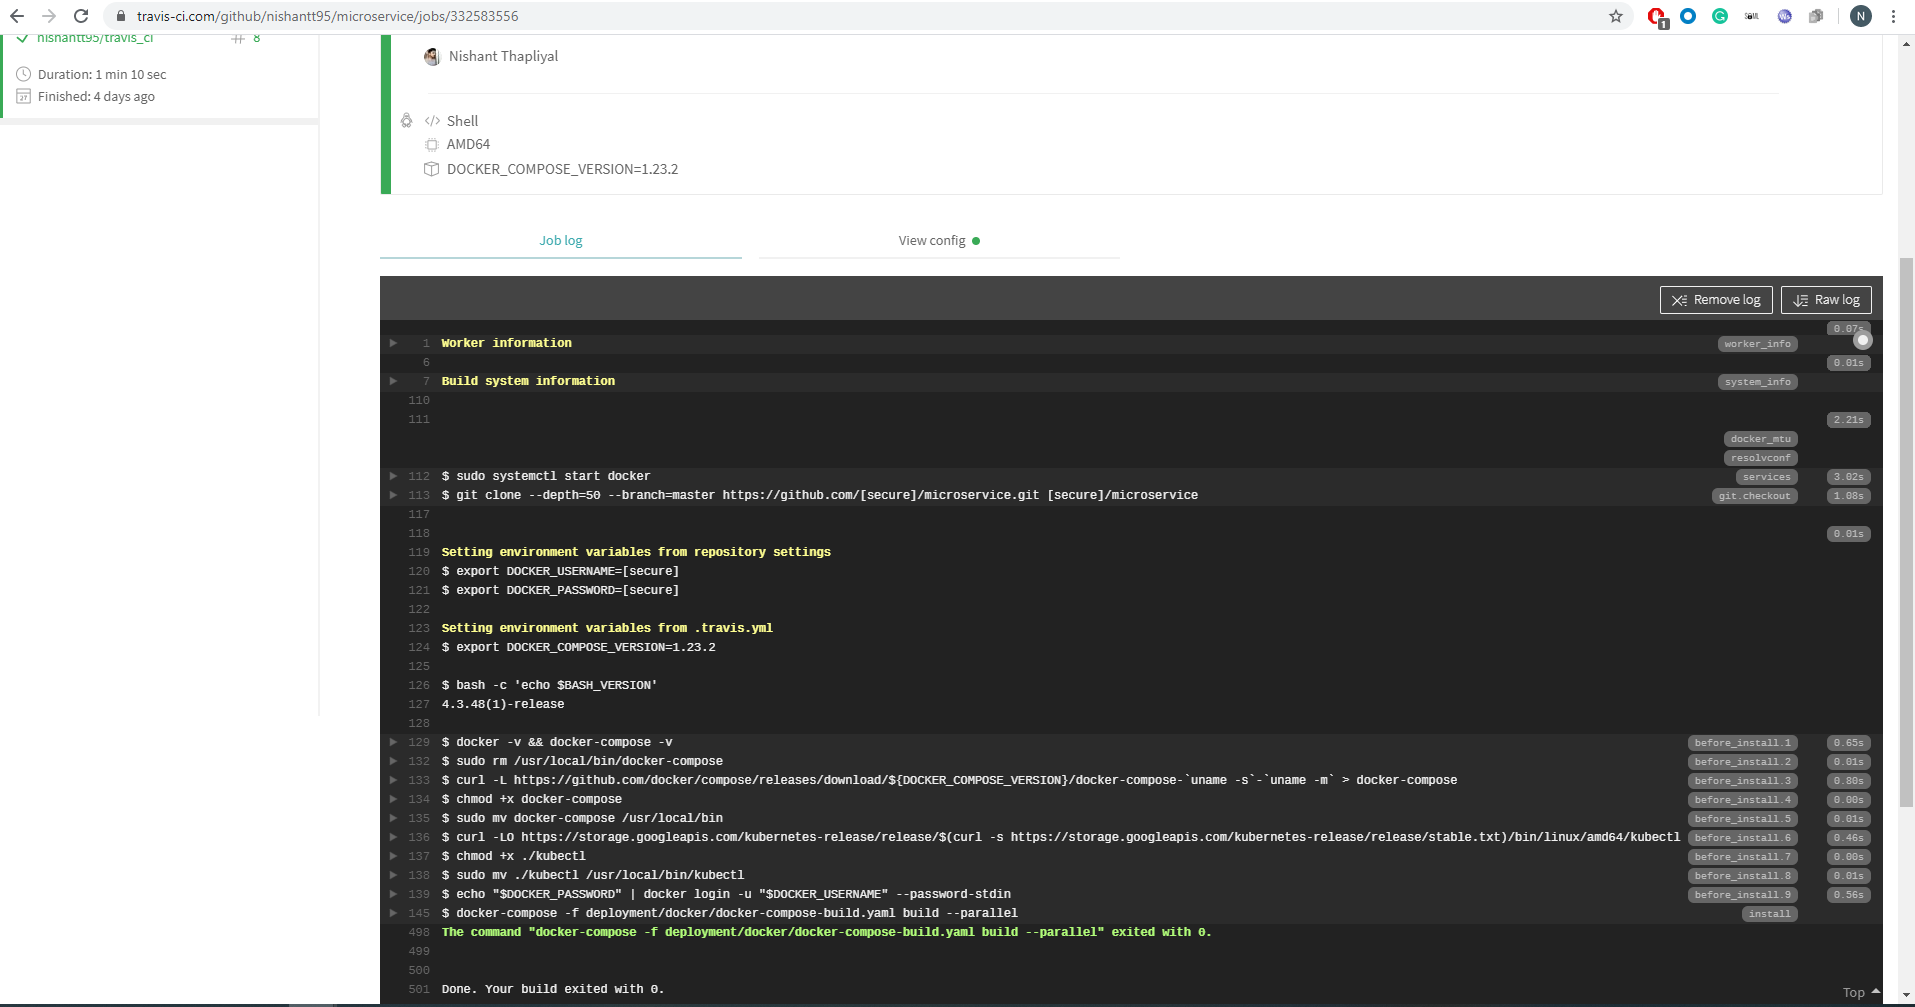 travis-ci.com/github/nishantt95/microservice/jobs/332583556
1
N
nishantt95/travis_ci
8
Duration: 1 min 10 sec
27
Finished: 4 days ago
Nishant Thapliyal
Shell
AMD64
DOCKER_COMPOSE_VERSION=1.23.2
Job log
View config
Remove log
Raw log
0.07s
1 Worker information worker_info
6 0.01s
7 Build system information system_info
110
111 2.21s
docker_mtu
resolvconf
112 $ sudo systemctl start docker services 3.02s
113 $ git clone --depth=50 --branch=master https://github.com/[secure]/microservice.git [secure]/microservice git.checkout 1.08s
117
118 0.01s
119 Setting environment variables from repository settings
120 $ export DOCKER_USERNAME=[secure]
121 $ export DOCKER_PASSWORD=[secure]
122
123 Setting environment variables from .travis.yml
124 $ export DOCKER_COMPOSE_VERSION=1.23.2
125
126 $ bash -c 'echo $BASH_VERSION'
127 4.3.48(1)-release
128
129 $ docker -v && docker-compose -v before_install.1 0.65s
132 $ sudo rm /usr/local/bin/docker-compose before_install.2 0.01s
133 $ curl -L https://github.com/docker/compose/releases/download/${DOCKER_COMPOSE_VERSION}/docker-compose-`uname -s`-`uname -m` > docker-compose before_install.3 0.80s
134 $ chmod +x docker-compose before_install.4 0.00s
135 $ sudo mv docker-compose /usr/local/bin before_install.5 0.01s
136 $ curl -LO https://storage.googleapis.com/kubernetes-release/release/$(curl -s https://storage.googleapis.com/kubernetes-release/release/stable.txt)/bin/linux/amd64/kubectl before_install.6 0.46s
137 $ chmod +x ./kubectl before_install.7 0.00s
138 $ sudo mv ./kubectl /usr/local/bin/kubectl before_install.8 0.01s
139 $ echo "$DOCKER_PASSWORD" | docker login -u "$DOCKER_USERNAME" --password-stdin before_install.9 0.56s
145 $ docker-compose -f deployment/docker/docker-compose-build.yaml build --parallel install
498 The command "docker-compose -f deployment/docker/docker-compose-build.yaml build --parallel" exited with 0.
499
500
501 Done. Your build exited with 0.
Top